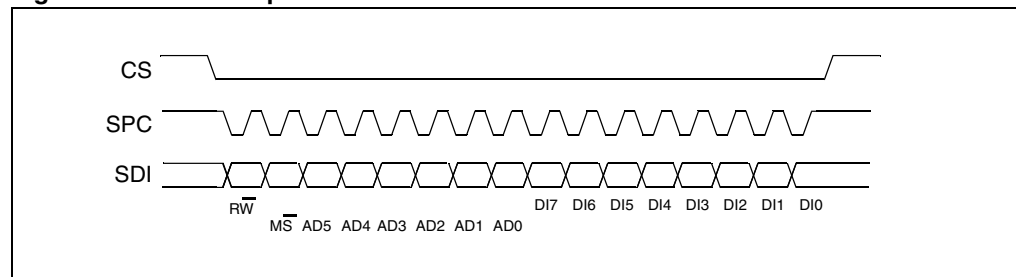 CS
SPC
SDI
RW
DI7 DI6 DI5 DI4 DI3 DI2 DI1 DI0
MS AD5 AD4 AD3 AD2 AD1 AD0